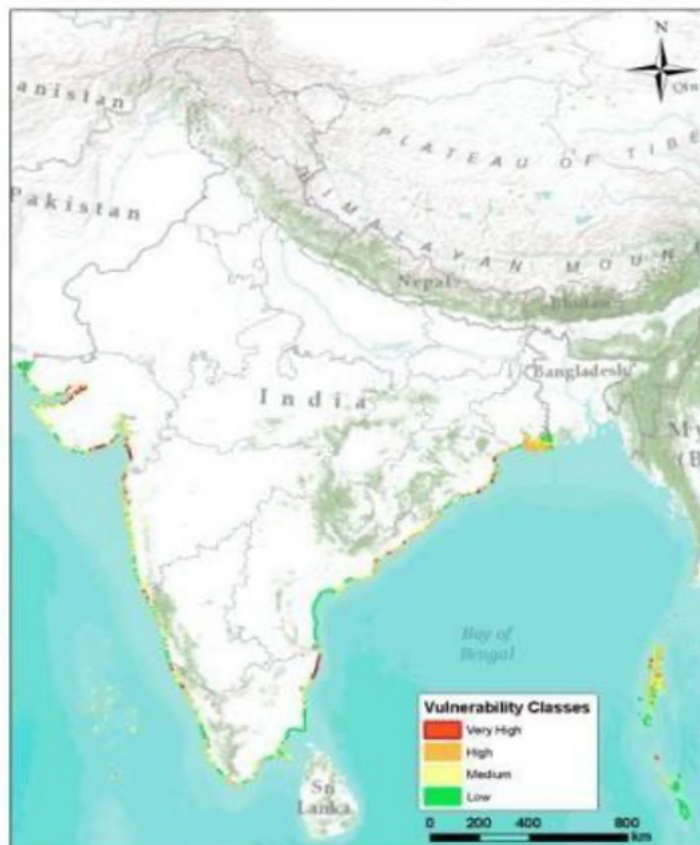 N
anistan
PLATEAU OF TIBE
Pakistan
HIMALAYAN MOUN
Nepal
Bhutan
Bangladesh
India
My
(B
Bay of
Bengal
Sri
Lanka
Vulnerability Classes
Very High
High
Medium
Low
0 200 400 800
km